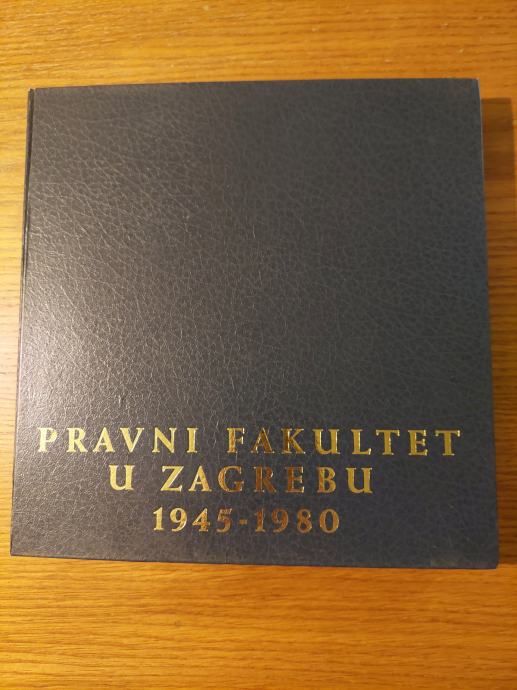 PRAVNI FAKULTET
U ZAGREBU
1945-1980